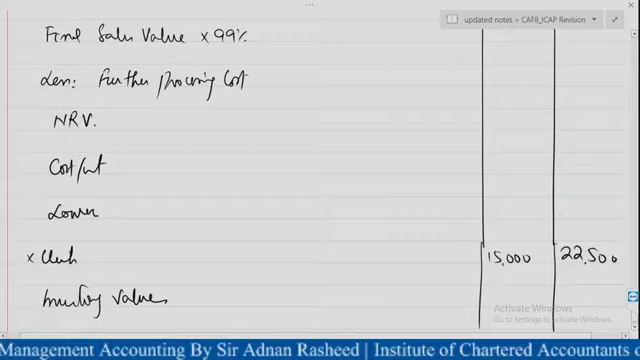 updated notes > CAF8_ICAP Revision
Final Sales Value x 99%
Less: Further processing Cost
NRV.
Cost/unit
Lower
x Units 15,000 22,500
Inventory values
Activate Windows
Go to Settings to activate Windows.
Management Accounting By Sir Adnan Rasheed | Institute of Chartered Accountants